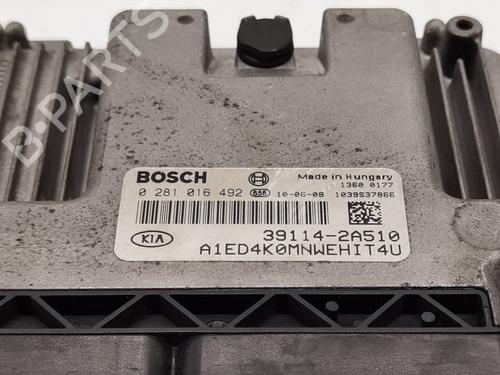 BOSCH
Made in Hungary
1360 0177
0 281 016 492 658 10-06-08 1039S37866
39114-2A510
KIA
A1ED4K0MNWEHIT4U
B-PARTS